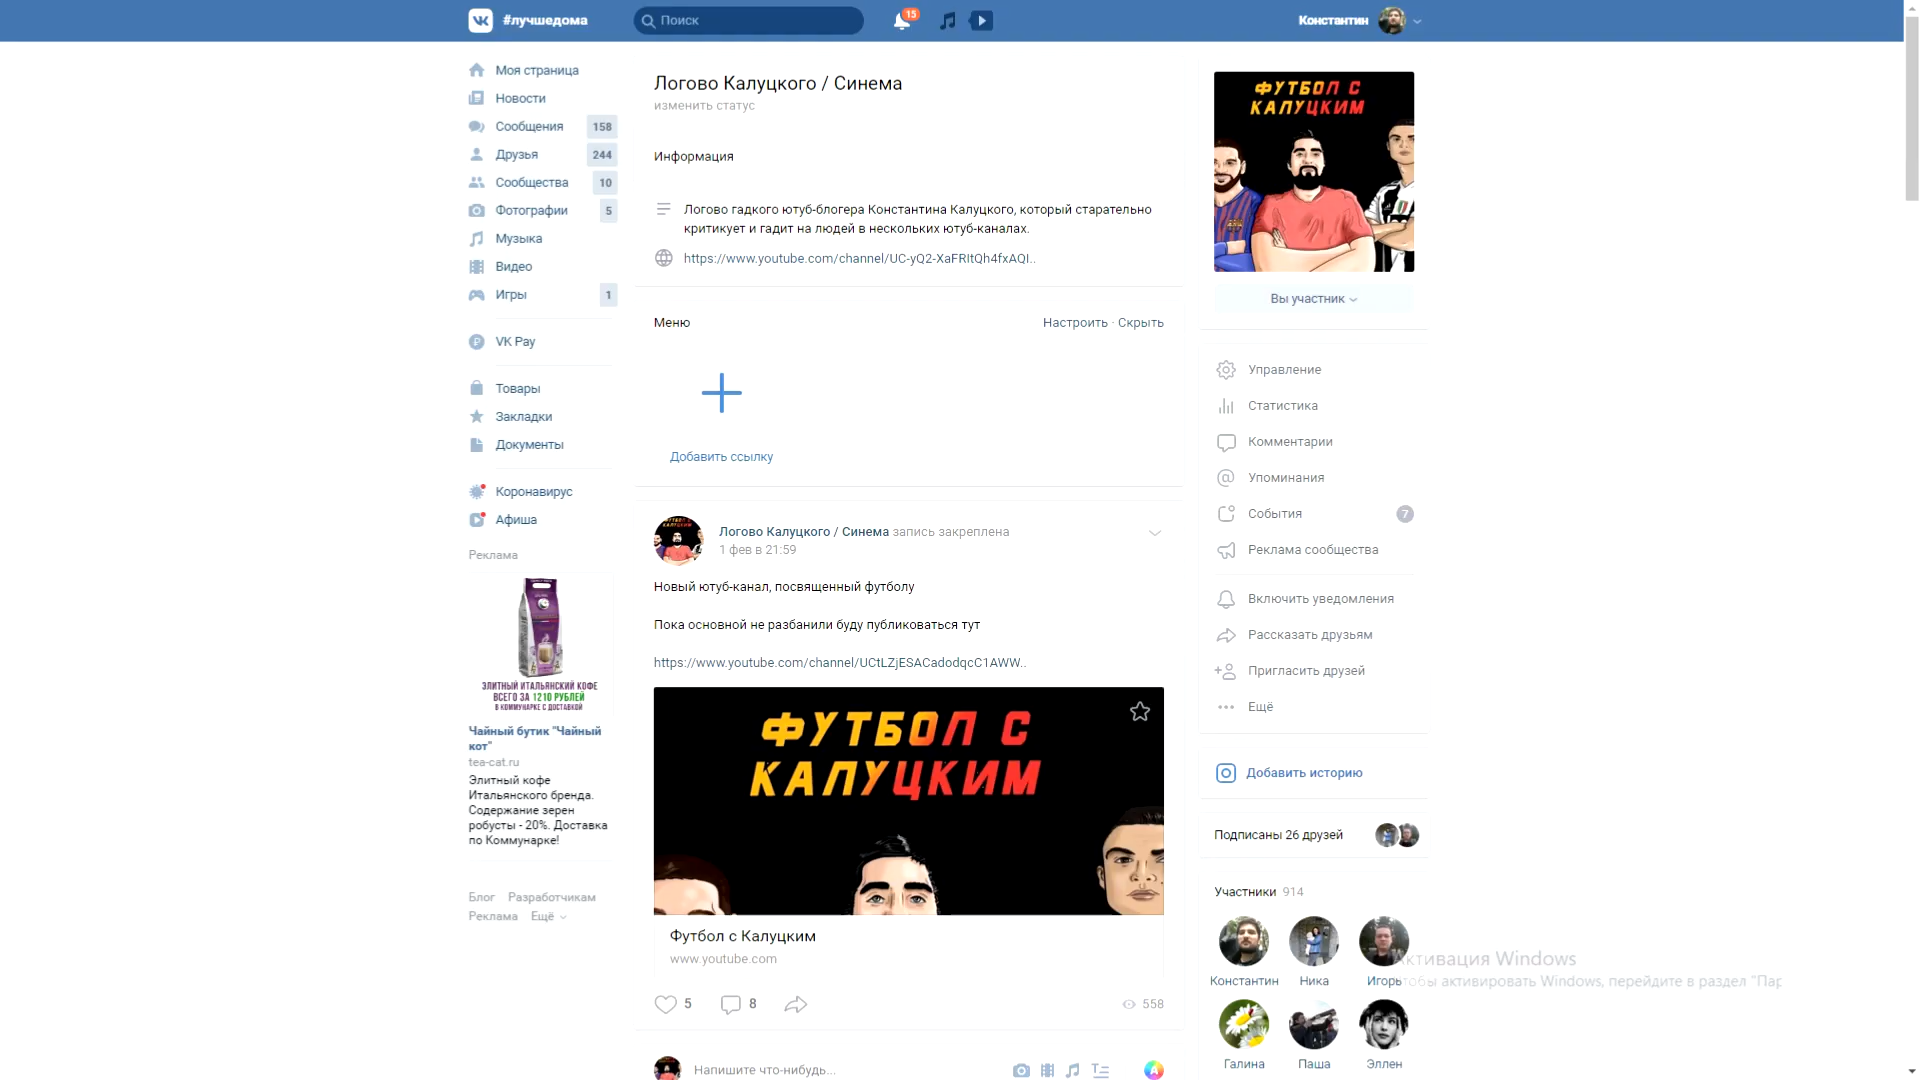 #лучшедома
Поиск
15
Константин
Моя страница
Новости
Сообщения 158
Друзья 244
Сообщества 10
Фотографии 5
Музыка
Видео
Игры 1
VK Pay
Товары
Закладки
Документы
Коронавирус
Афиша
Реклама
ЭЛИТНЫЙ ИТАЛЬЯНСКИЙ КОФЕ
ВСЕГО ЗА 1210 РУБЛЕЙ
В КОММУНАРКЕ С ДОСТАВКОЙ
Чайный бутик "Чайный
кот"
tea-cat.ru
Элитный кофе
Итальянского бренда.
Содержание зерен
робусты - 20%. Доставка
по Коммунарке!
Блог Разработчикам
Реклама Ещё
Логово Калуцкого / Синема
изменить статус
Информация
Логово гадкого ютуб-блогера Константина Калуцкого, который старательно
критикует и гадит на людей в нескольких ютуб-каналах.
https://www.youtube.com/channel/UC-yQ2-XaFRItQh4fxAQI..
Меню
Настроить · Скрыть
Добавить ссылку
Логово Калуцкого / Синема запись закреплена
1 фев в 21:59
Новый ютуб-канал, посвященный футболу
Пока основной не разбанили буду публиковаться тут
https://www.youtube.com/channel/UCtLZjESACadodqcC1AWW..
ФУТБОЛ С
КАЛУЦКИМ
Футбол с Калуцким
www.youtube.com
5 8 558
Напишите что-нибудь...
ФУТБОЛ С
КАЛУЦКИМ
Вы участник
Управление
Статистика
Комментарии
Упоминания
События 7
Реклама сообщества
Включить уведомления
Рассказать друзьям
Пригласить друзей
Ещё
Добавить историю
Подписаны 26 друзей
Участники 914
Константин Ника Игорь
Галина Паша Эллен
Активация Windows
Чтобы активировать Windows, перейдите в раздел "Пар